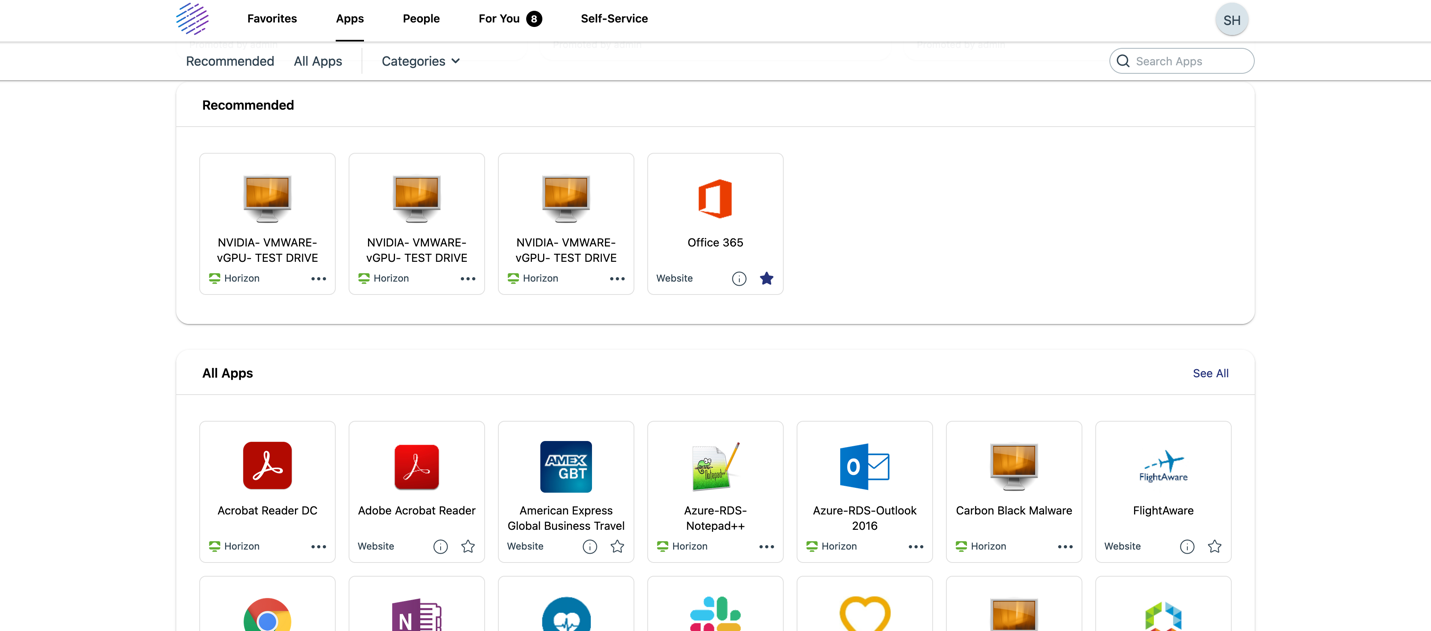 Favorites
Apps
People
For You 8
Self-Service
SH
Recommended
All Apps
Categories
Search Apps
Recommended
NVIDIA- VMWARE-
vGPU- TEST DRIVE
Horizon
NVIDIA- VMWARE-
vGPU- TEST DRIVE
Horizon
NVIDIA- VMWARE-
vGPU- TEST DRIVE
Horizon
Office 365
Website
All Apps
See All
Acrobat Reader DC
Horizon
Adobe Acrobat Reader
Website
AMEX
GBT
American Express
Global Business Travel
Website
Azure-RDS-
Notepad++
Horizon
O
Azure-RDS-Outlook
2016
Horizon
Carbon Black Malware
Horizon
FlightAware
FlightAware
Website
N